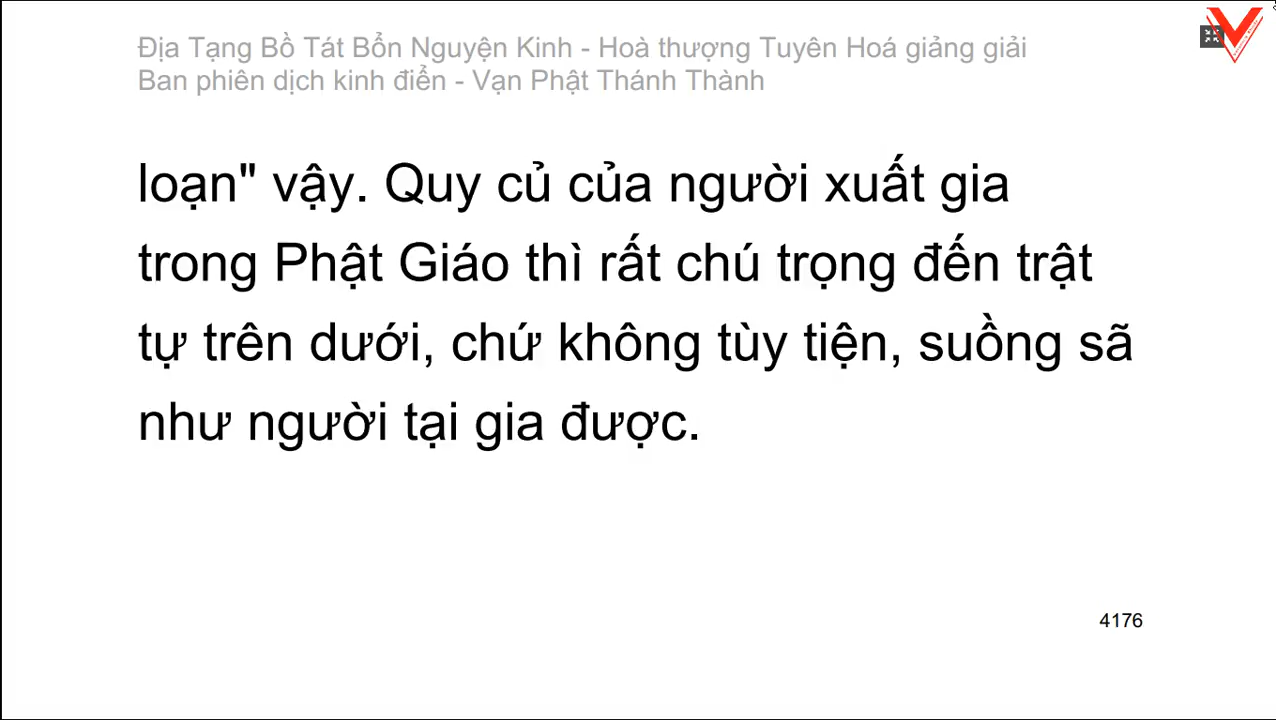 Địa Tạng Bồ Tát Bổn Nguyện Kinh - Hoà thượng Tuyên Hoá giảng giải
Ban phiên dịch kinh điển - Vạn Phật Thánh Thành
loạn" vậy. Quy củ của người xuất gia
trong Phật Giáo thì rất chú trọng đến trật
tự trên dưới, chứ không tùy tiện, suồng sã
như người tại gia được.
4176